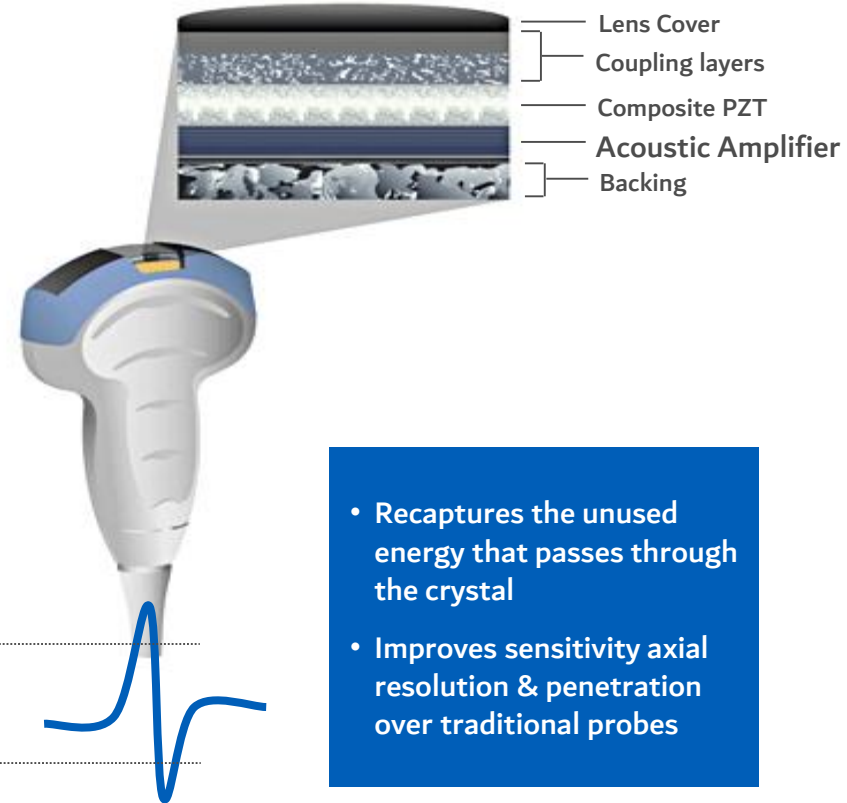 Lens Cover
Coupling layers
Composite PZT
Acoustic Amplifier
Backing
• Recaptures the unused
energy that passes through
the crystal
• Improves sensitivity axial
resolution & penetration
over traditional probes